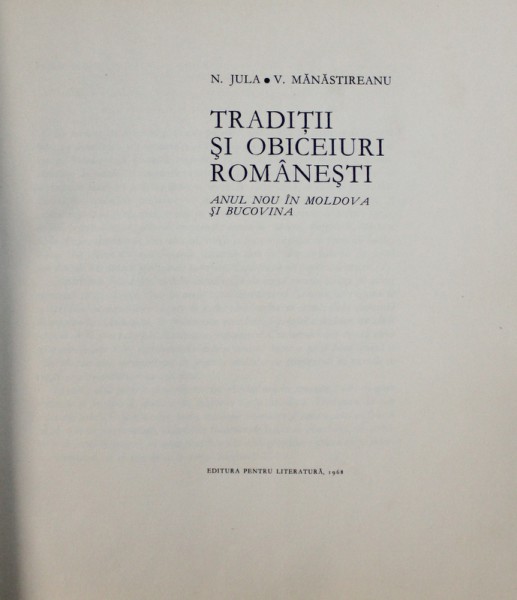 N. JULA • V. MĂNĂSTIREANU
TRADIȚII
ȘI OBICEIURI
ROMÂNEȘTI
ANUL NOU ÎN MOLDOVA
ȘI BUCOVINA
EDITURA PENTRU LITERATURĂ, 1968